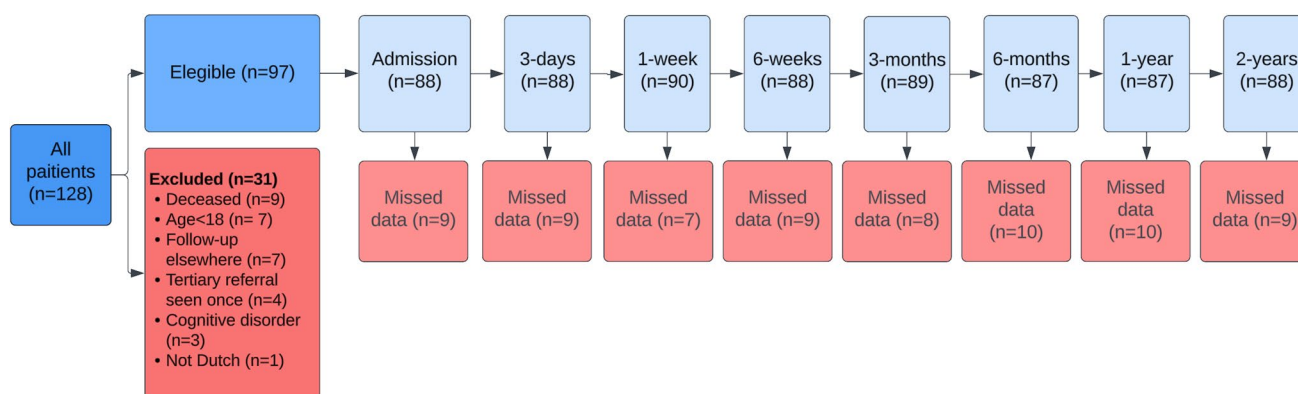 All
paitients
(n=128)
Elegible (n=97)
Excluded (n=31)
• Deceased (n=9)
• Age<18 (n= 7)
• Follow-up
elsewhere (n=7)
• Tertiary referral
seen once (n=4)
• Cognitive disorder
(n=3)
• Not Dutch (n=1)
Admission
(n=88)
3-days
(n=88)
1-week
(n=90)
6-weeks
(n=88)
3-months
(n=89)
6-months
(n=87)
1-year
(n=87)
2-years
(n=88)
Missed
data (n=9)
Missed
data (n=9)
Missed
data (n=7)
Missed
data (n=9)
Missed
data (n=8)
Missed
data
(n=10)
Missed
data
(n=10)
Missed
data (n=9)